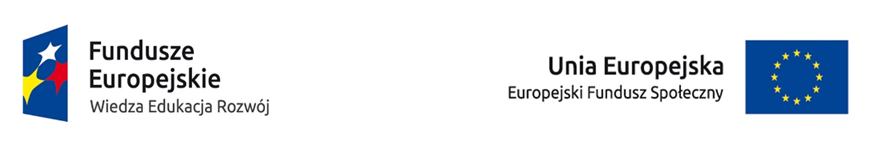 Fundusze
Europejskie
Wiedza Edukacja Rozwój
Unia Europejska
Europejski Fundusz Społeczny